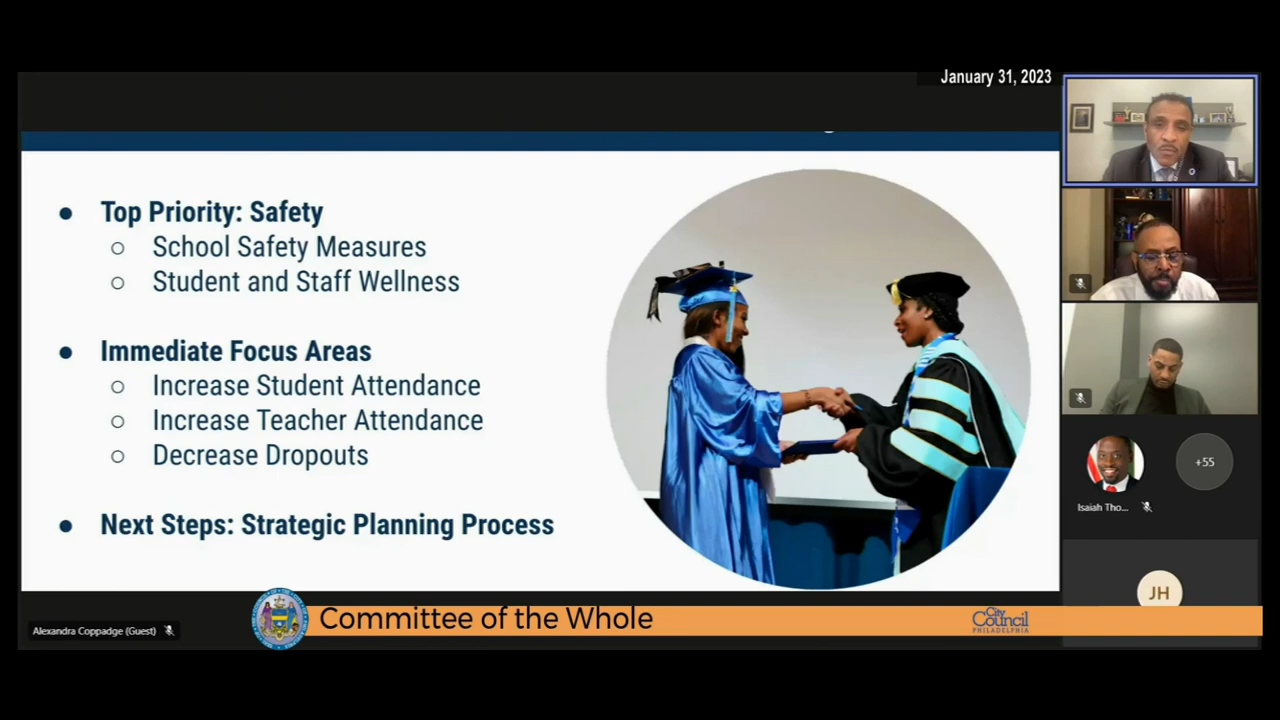 January 31, 2023
Top Priority: Safety
School Safety Measures
Student and Staff Wellness
Immediate Focus Areas
Increase Student Attendance
Increase Teacher Attendance
Decrease Dropouts
Next Steps: Strategic Planning Process
+55
Isaiah Tho...
JH
Committee of the Whole
City
Council
PHILADELPHIA
Alexandra Coppadge (Guest)